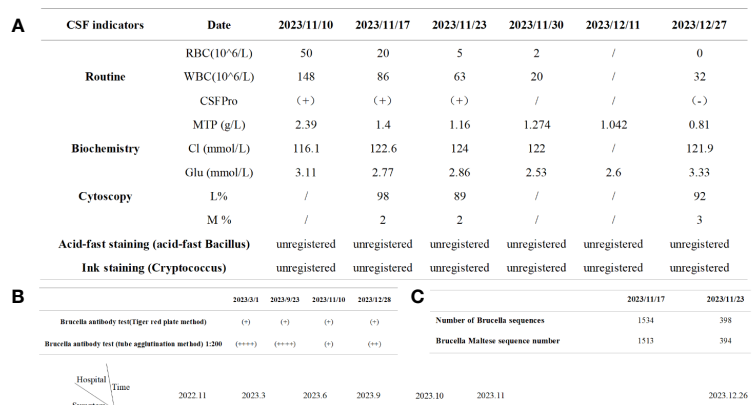 A
CSF indicators Date 2023/11/10 2023/11/17 2023/11/23 2023/11/30 2023/12/11 2023/12/27
RBC(10^6/L) 50 20 5 2 / 0
Routine WBC(10^6/L) 148 86 63 20 / 32
CSFPro (+) (+) (+) / / (-)
MTP (g/L) 2.39 1.4 1.16 1.274 1.042 0.81
Biochemistry Cl (mmol/L) 116.1 122.6 124 122 / 121.9
Glu (mmol/L) 3.11 2.77 2.86 2.53 2.6 3.33
Cytoscopy L% / 98 89 / / 92
M % / 2 2 / / 3
Acid-fast staining (acid-fast Bacillus) unregistered unregistered unregistered unregistered unregistered unregistered
Ink staining (Cryptococcus) unregistered unregistered unregistered unregistered unregistered unregistered
B
2023/3/1 2023/9/23 2023/11/10 2023/12/28
Brucella antibody test(Tiger red plate method) (+) (+) (+) (+)
Brucella antibody test (tube agglutination method) 1:200 (++++) (++++) (+) (++)
C
2023/11/17 2023/11/23
Number of Brucella sequences 1534 398
Brucella Maltese sequence number 1513 394
Hospital Time
2022.11 2023.3 2023.6 2023.9 2023.10 2023.11 2023.12.26